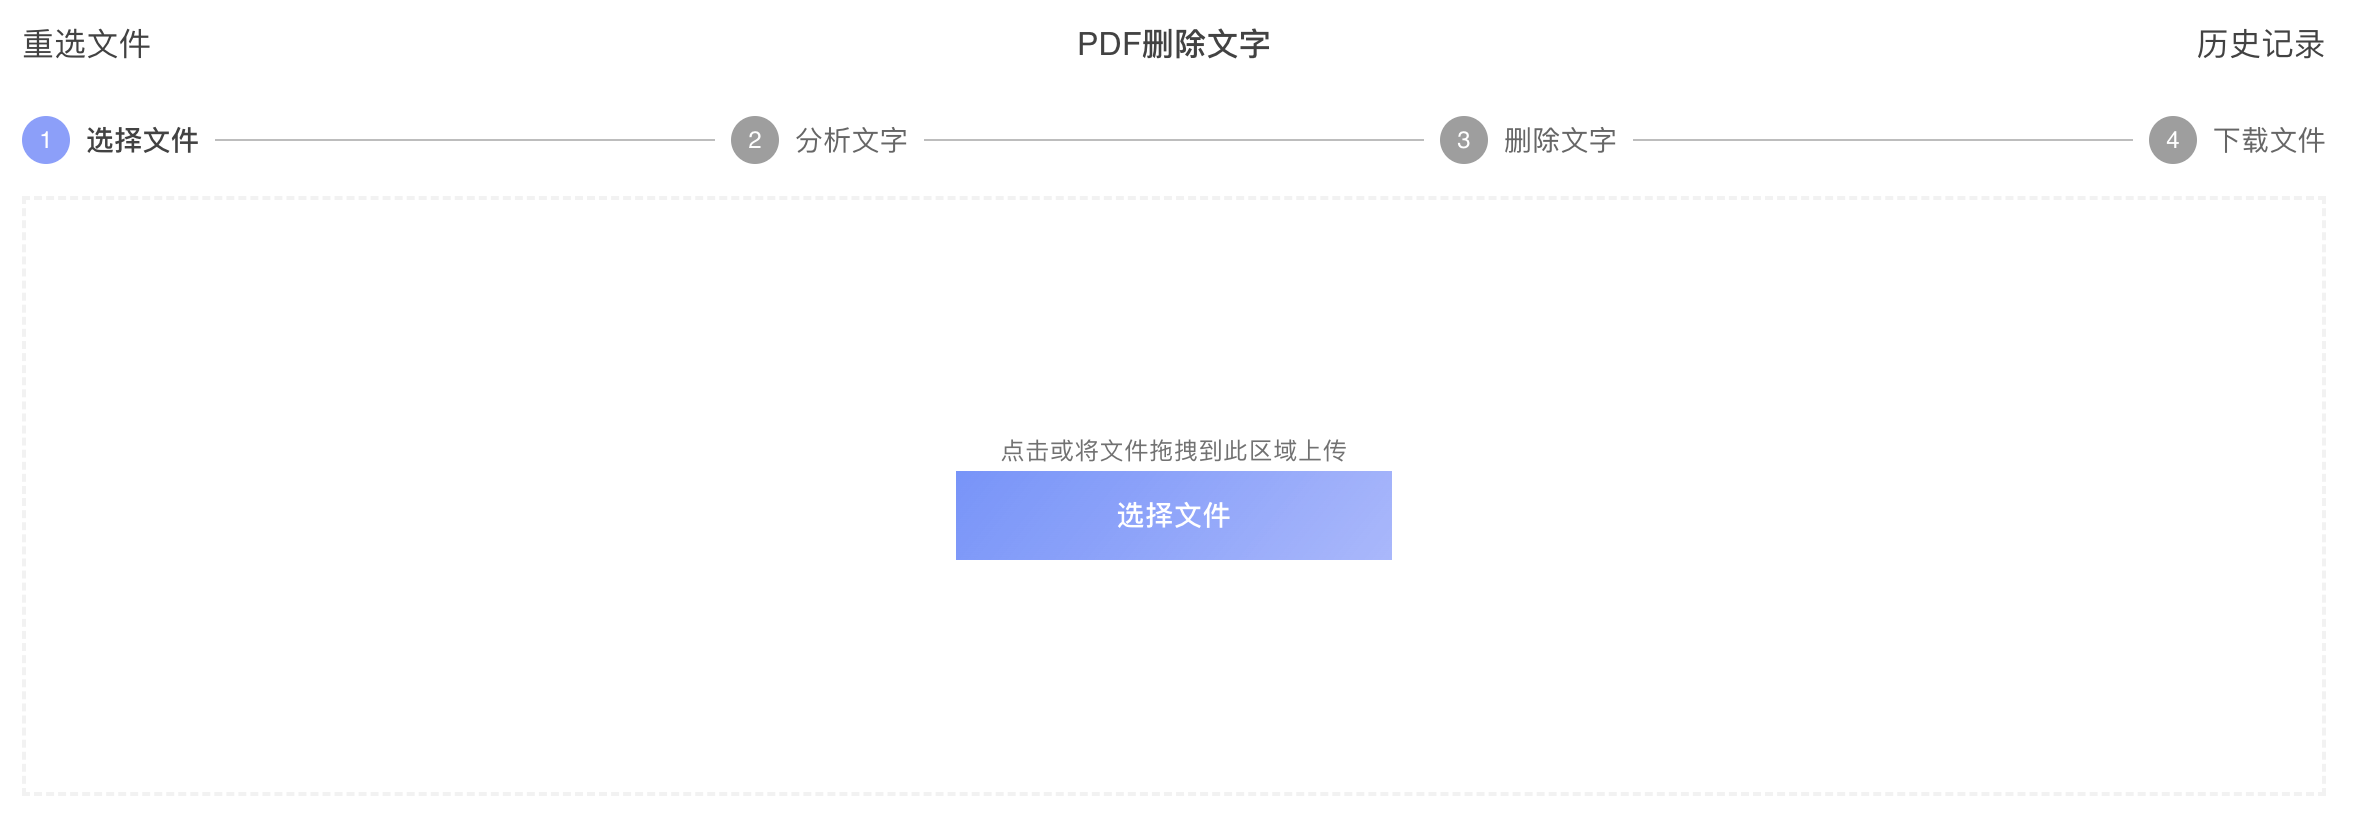 重选文件 PDF删除文字 历史记录
1 选择文件 2 分析文字 3 删除文字 4 下载文件
点击或将文件拖拽到此区域上传
选择文件